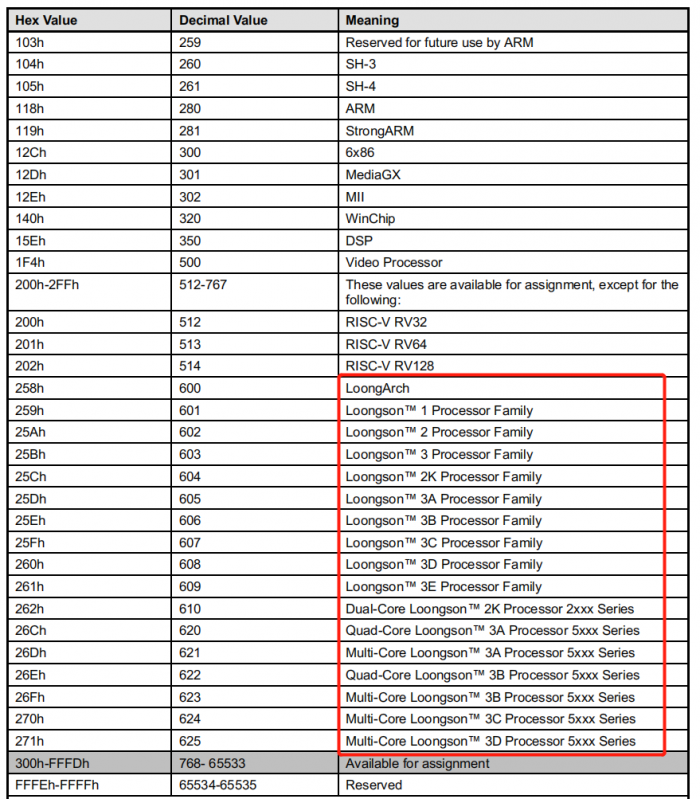 Hex Value Decimal Value Meaning
103h 259 Reserved for future use by ARM
104h 260 SH-3
105h 261 SH-4
118h 280 ARM
119h 281 StrongARM
12Ch 300 6x86
12Dh 301 MediaGX
12Eh 302 MII
140h 320 WinChip
15Eh 350 DSP
1F4h 500 Video Processor
200h-2FFh 512-767 These values are available for assignment, except for the
following:
200h 512 RISC-V RV32
201h 513 RISC-V RV64
202h 514 RISC-V RV128
258h 600 LoongArch
259h 601 Loongson™ 1 Processor Family
25Ah 602 Loongson™ 2 Processor Family
25Bh 603 Loongson™ 3 Processor Family
25Ch 604 Loongson™ 2K Processor Family
25Dh 605 Loongson™ 3A Processor Family
25Eh 606 Loongson™ 3B Processor Family
25Fh 607 Loongson™ 3C Processor Family
260h 608 Loongson™ 3D Processor Family
261h 609 Loongson™ 3E Processor Family
262h 610 Dual-Core Loongson™ 2K Processor 2xxx Series
26Ch 620 Quad-Core Loongson™ 3A Processor 5xxx Series
26Dh 621 Multi-Core Loongson™ 3A Processor 5xxx Series
26Eh 622 Quad-Core Loongson™ 3B Processor 5xxx Series
26Fh 623 Multi-Core Loongson™ 3B Processor 5xxx Series
270h 624 Multi-Core Loongson™ 3C Processor 5xxx Series
271h 625 Multi-Core Loongson™ 3D Processor 5xxx Series
300h-FFFDh 768- 65533 Available for assignment
FFFEh-FFFFh 65534-65535 Reserved